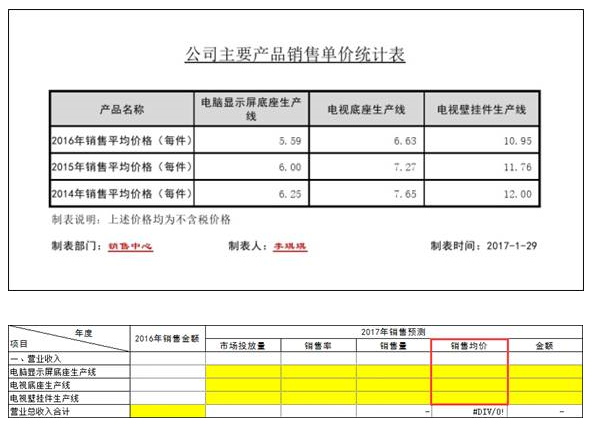 公司主要产品销售单价统计表
产品名称 电脑显示屏底座生产线 电视底座生产线 电视壁挂件生产线
2016年销售平均价格（每件） 5.59 6.63 10.95
2015年销售平均价格（每件） 6.00 7.27 11.76
2014年销售平均价格（每件） 6.25 7.65 12.00
制表说明：上述价格均为不含税价格
制表部门：销售中心 制表人：李琪琪 制表时间：2017-1-29
年度 2016年销售金额 2017年销售预测
项目 市场投放量 销售率 销售量 销售均价 金额
一、营业收入
电脑显示屏底座生产线
电视底座生产线
电视壁挂件生产线
营业总收入合计 - #DIV/0! -